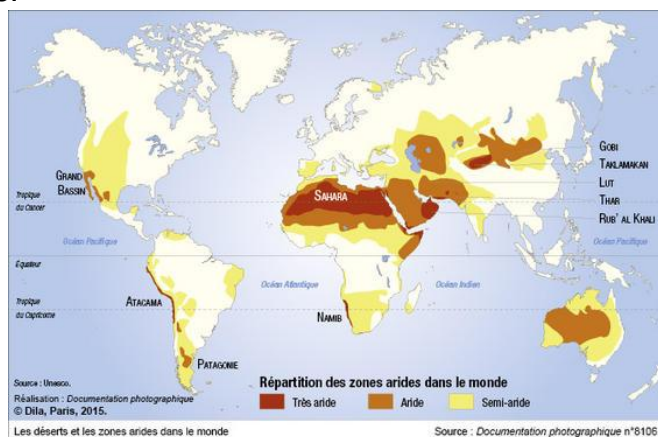 GRAND
BASSIN
Tropique
du Cancer
Océan Pacifique
Équateur
Tropique
du Capricorne
ATACAMA
PATAGONIE
SAHARA
Océan Atlantique
NAMIB
Océan Indien
GOBI
TAKLAMAKAN
LUT
THAR
RUB' AL KHALI
Océan Pacifique
Source : Unesco.
Réalisation : Documentation photographique
© Dila, Paris, 2015.
Répartition des zones arides dans le monde
Très aride
Aride
Semi-aride
Les déserts et les zones arides dans le monde
Source : Documentation photographique n°8106